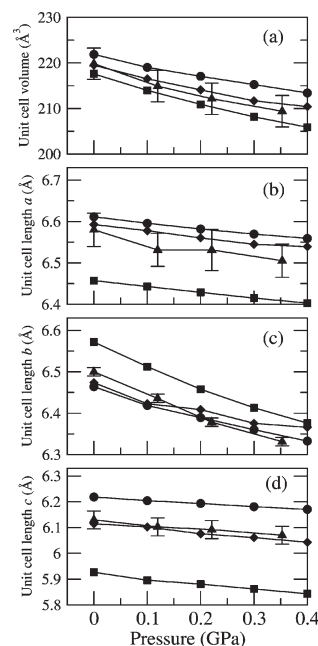 Unit cell volume (Å³)
230
220
210
200
(a)
Unit cell length a (Å)
6.7
6.6
6.5
6.4
(b)
Unit cell length b (Å)
6.6
6.5
6.4
6.3
(c)
Unit cell length c (Å)
6.3
6.2
6.1
6
5.9
5.8
(d)
0 0.1 0.2 0.3 0.4
Pressure (GPa)